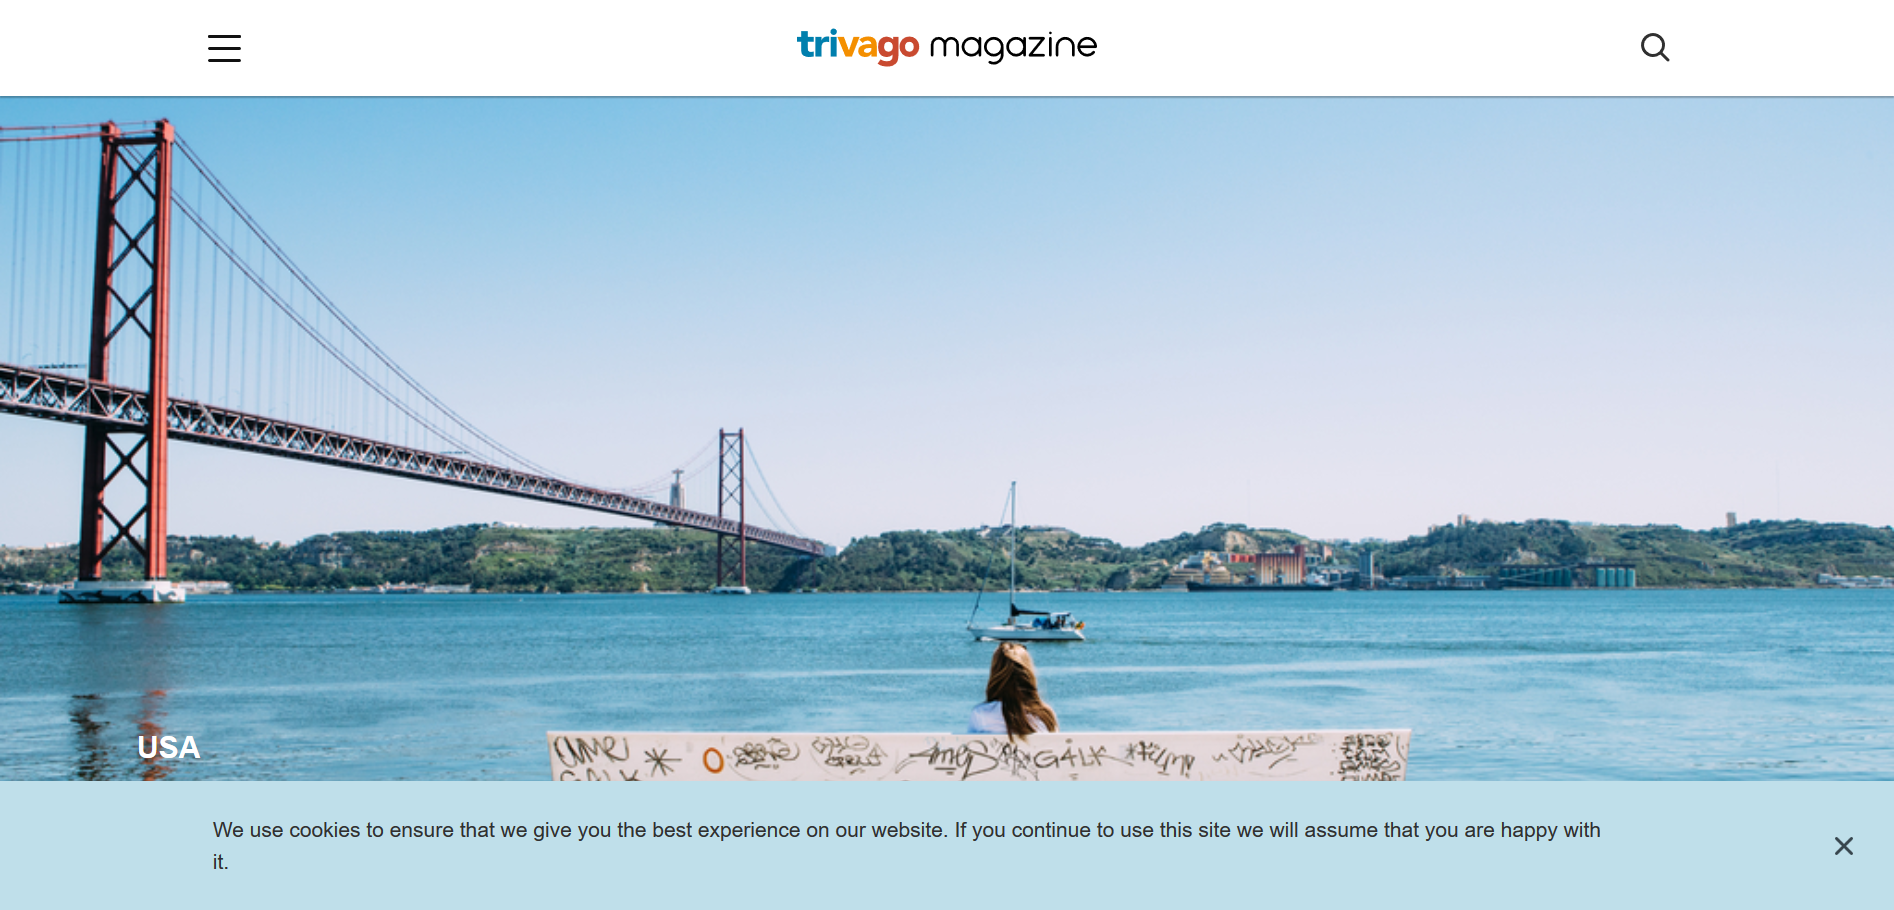 trivago magazine
USA
We use cookies to ensure that we give you the best experience on our website. If you continue to use this site we will assume that you are happy with
it.